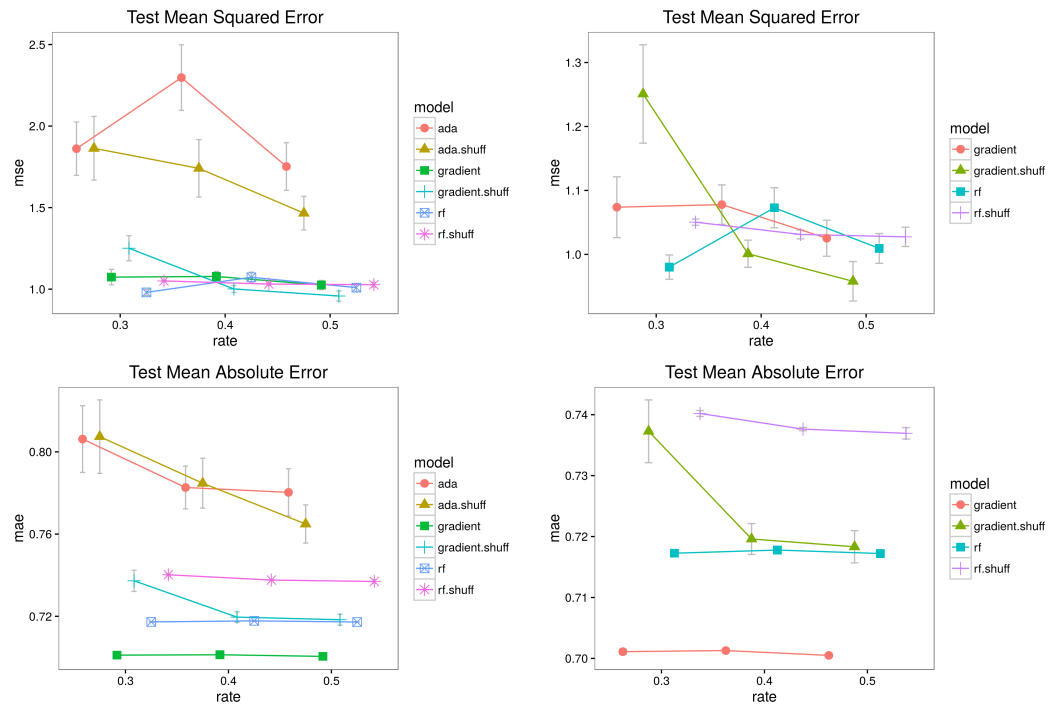 Test Mean Squared Error
2.5
2.0
1.5
1.0
mse
0.3 0.4 0.5
rate
model
ada
ada.shuff
gradient
gradient.shuff
rf
rf.shuff
Test Mean Squared Error
1.3
1.2
1.1
1.0
mse
0.3 0.4 0.5
rate
model
gradient
gradient.shuff
rf
rf.shuff
Test Mean Absolute Error
0.80
0.76
0.72
mae
0.3 0.4 0.5
rate
model
ada
ada.shuff
gradient
gradient.shuff
rf
rf.shuff
Test Mean Absolute Error
0.74
0.73
0.72
0.71
0.70
mae
0.3 0.4 0.5
rate
model
gradient
gradient.shuff
rf
rf.shuff